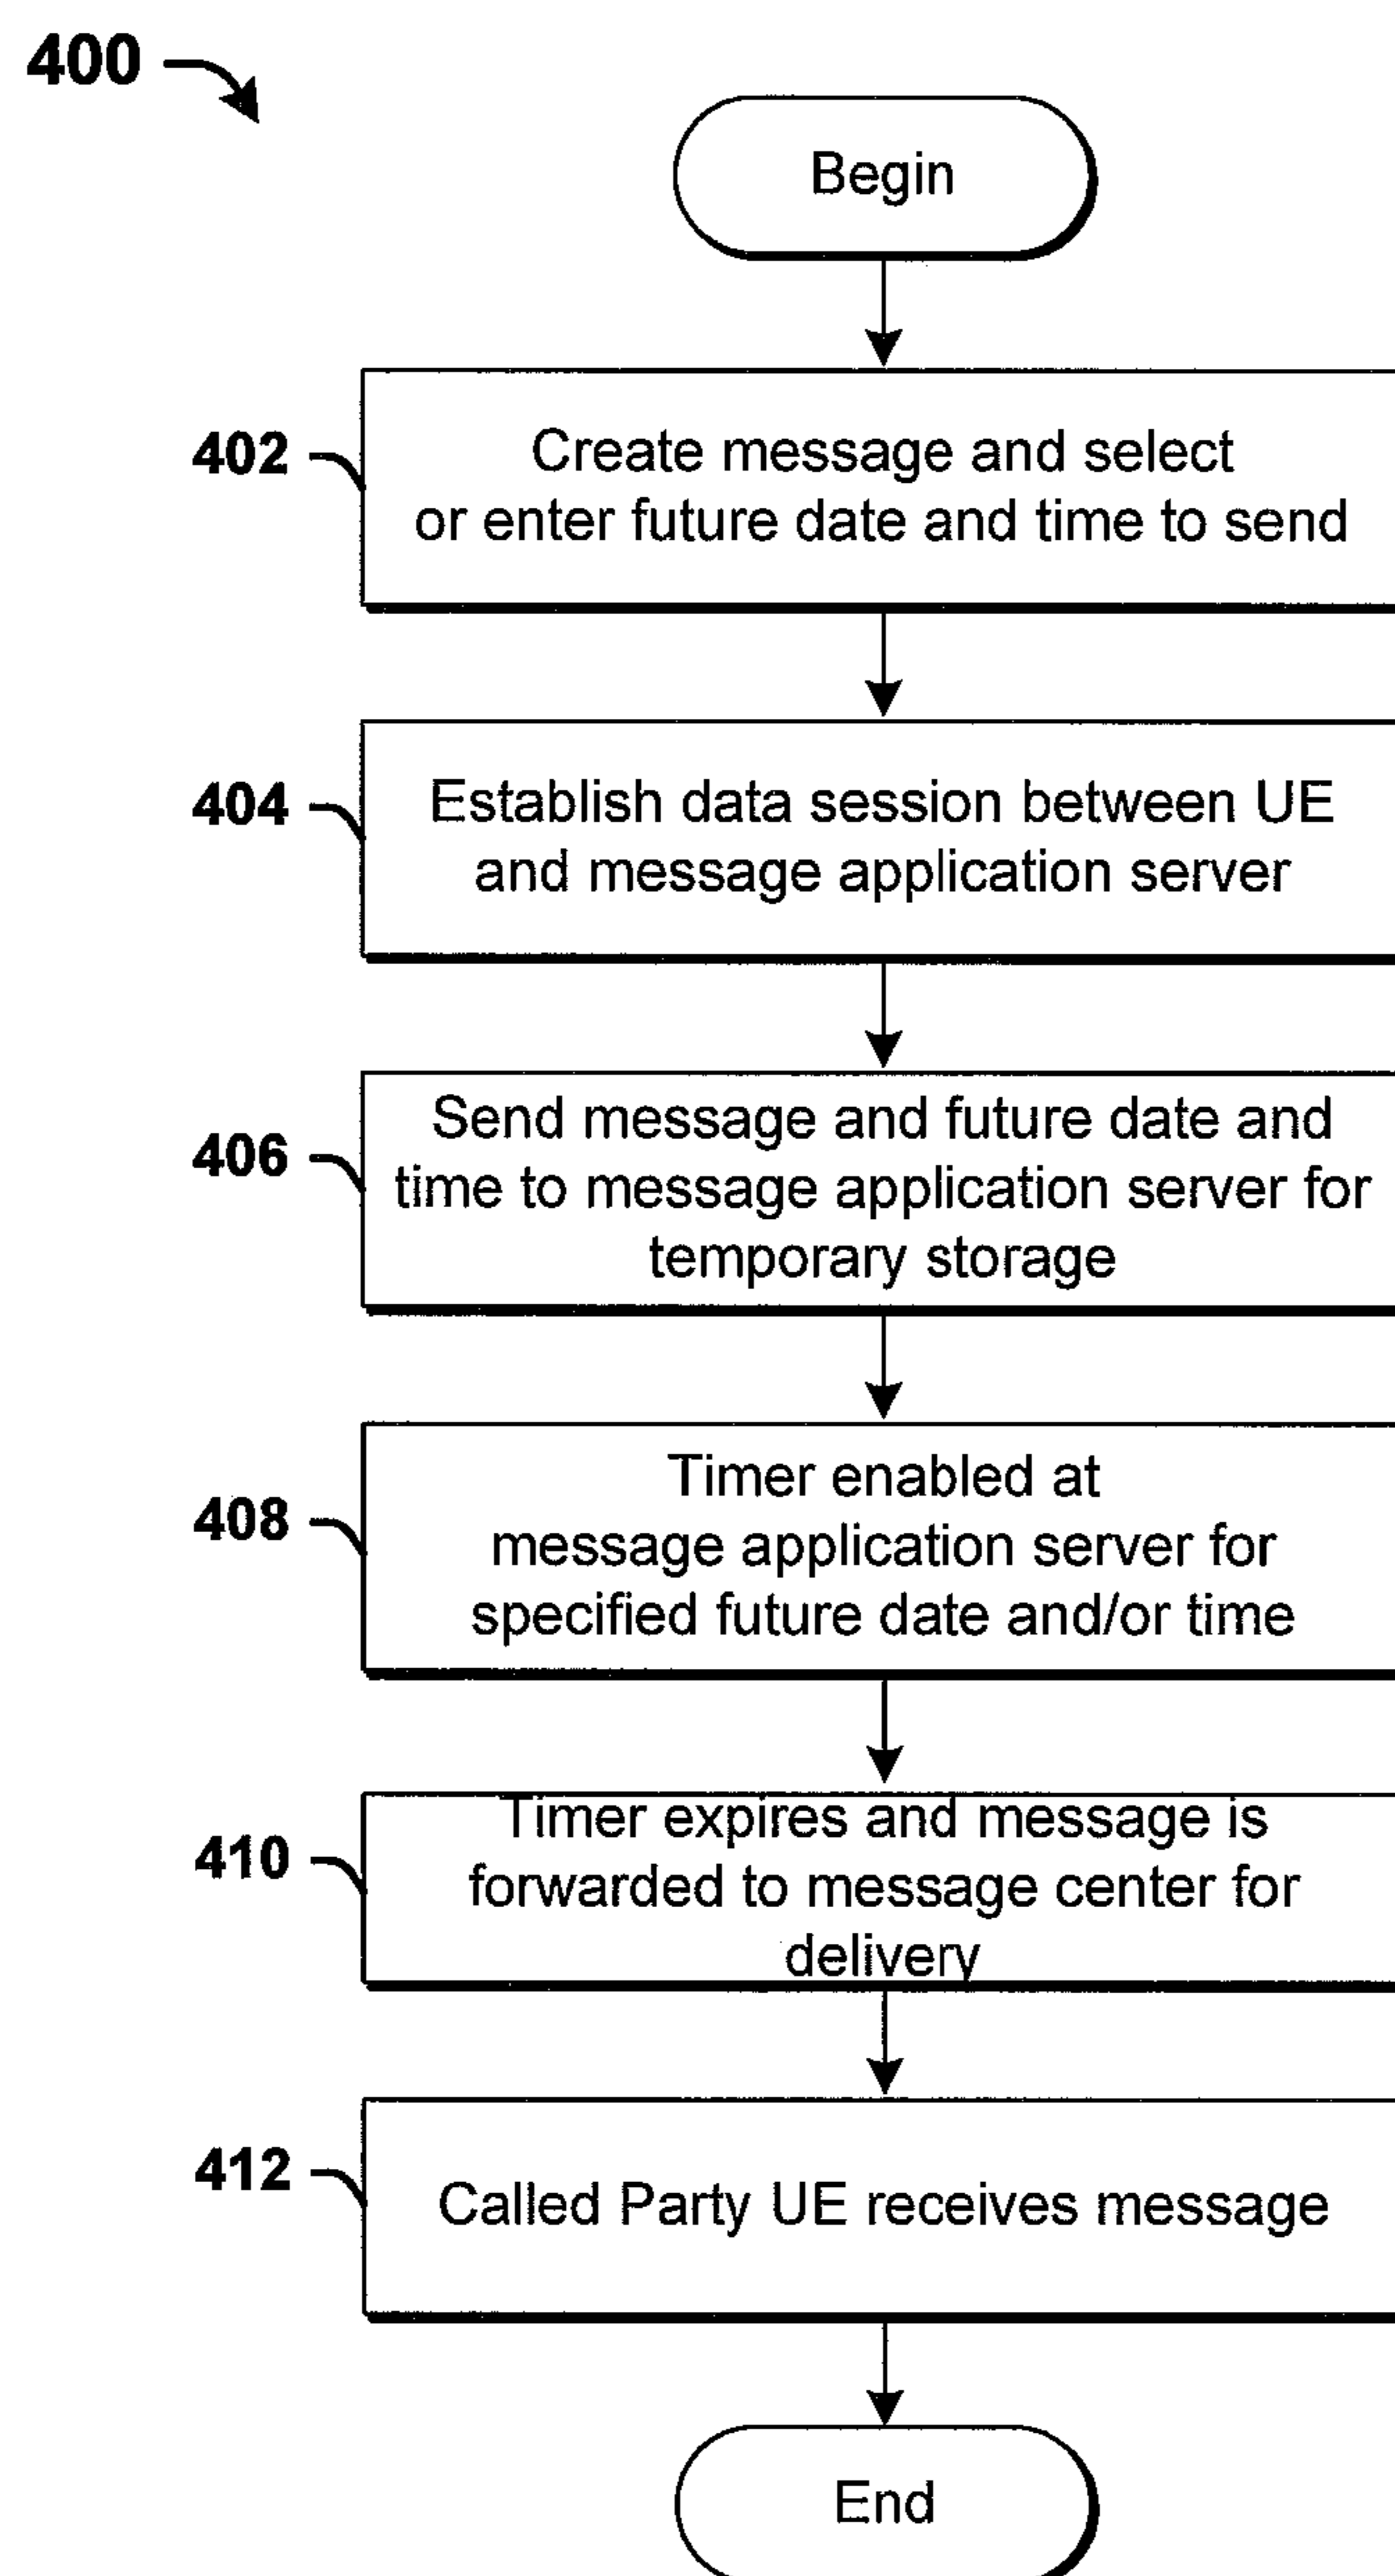 400
Begin
402
Create message and select
or enter future date and time to send
404
Establish data session between UE
and message application server
406
Send message and future date and
time to message application server for
temporary storage
408
Timer enabled at
message application server for
specified future date and/or time
410
Timer expires and message is
forwarded to message center for
delivery
412
Called Party UE receives message
End